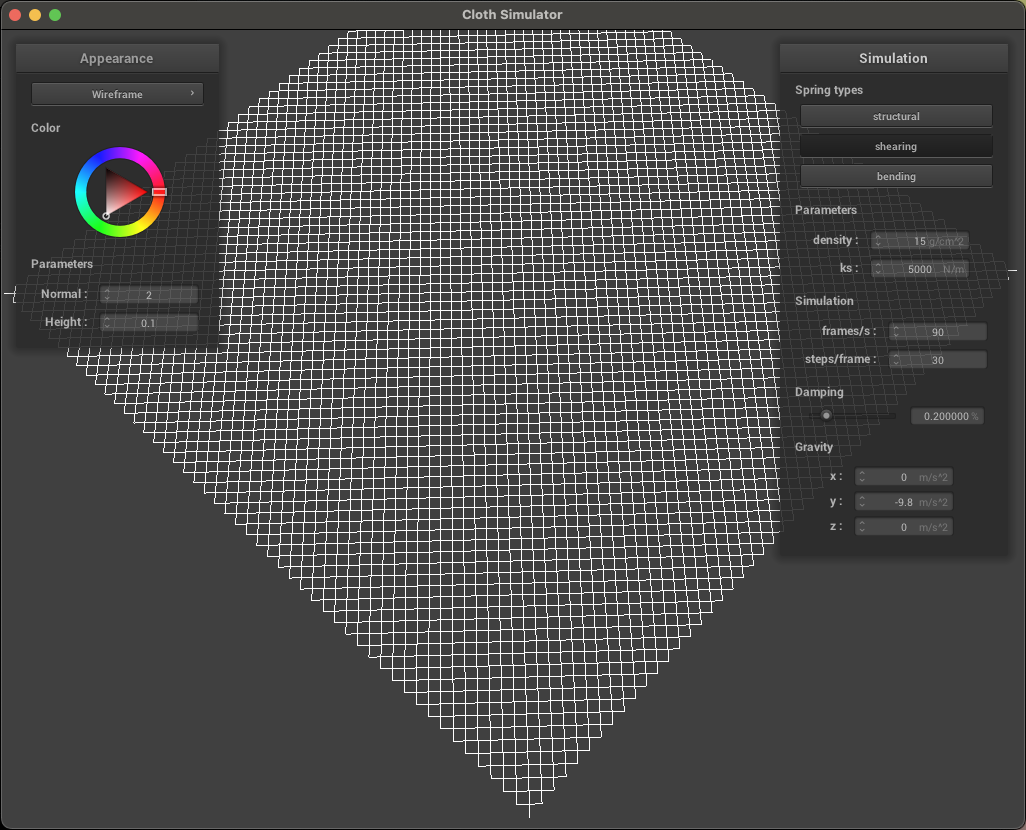 Cloth Simulator
Appearance
Wireframe
Color
Parameters
Normal : 2
Height : 0.1
Simulation
Spring types
structural
shearing
bending
Parameters
density : 15 g/cm^2
ks : 5000 N/m
Simulation
frames/s : 90
steps/frame : 30
Damping
0.200000 %
Gravity
x : 0 m/s^2
y : -9.8 m/s^2
z : 0 m/s^2